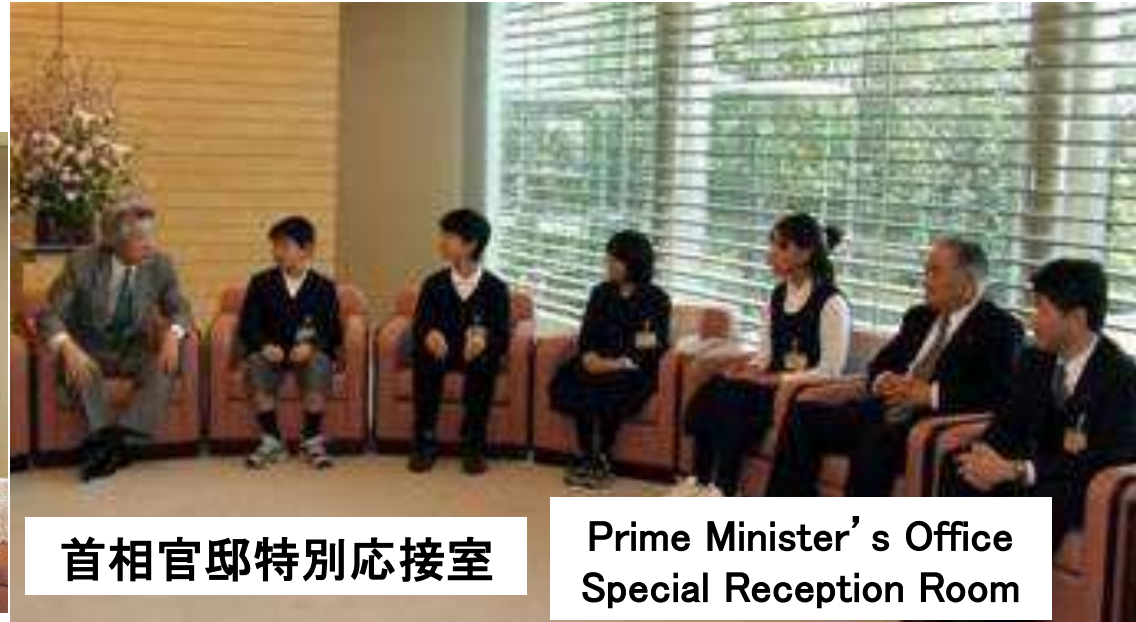 首相官邸特別応接室
Prime Minister’s Office
Special Reception Room